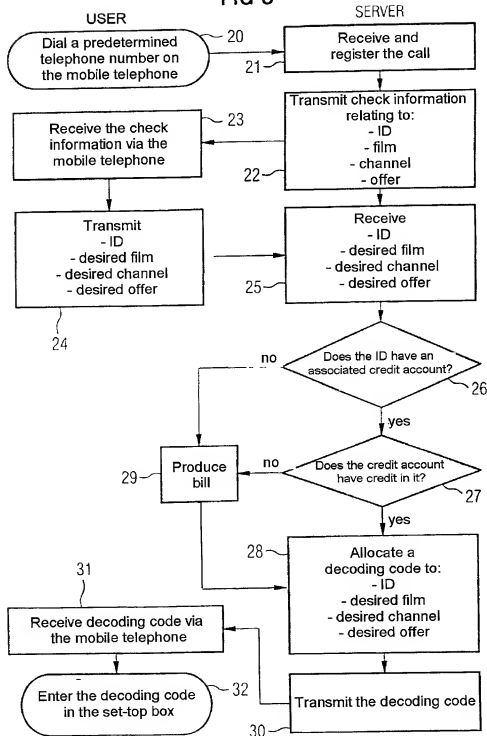 FIG 3
USER
SERVER
Dial a predetermined
telephone number on
the mobile telephone
20
Receive and
register the call
21
Transmit check information
relating to:
- ID
- film
- channel
- offer
22
Receive the check
information via the
mobile telephone
23
Transmit
- ID
- desired film
- desired channel
- desired offer
24
Receive
- ID
- desired film
- desired channel
- desired offer
25
no
Does the ID have an
associated credit account?
26
yes
29
Produce
bill
no
Does the credit account
have credit in it?
27
yes
28
Allocate a
decoding code to:
- ID
- desired film
- desired channel
- desired offer
31
Receive decoding code via
the mobile telephone
Enter the decoding code
in the set-top box
32
Transmit the decoding code
30